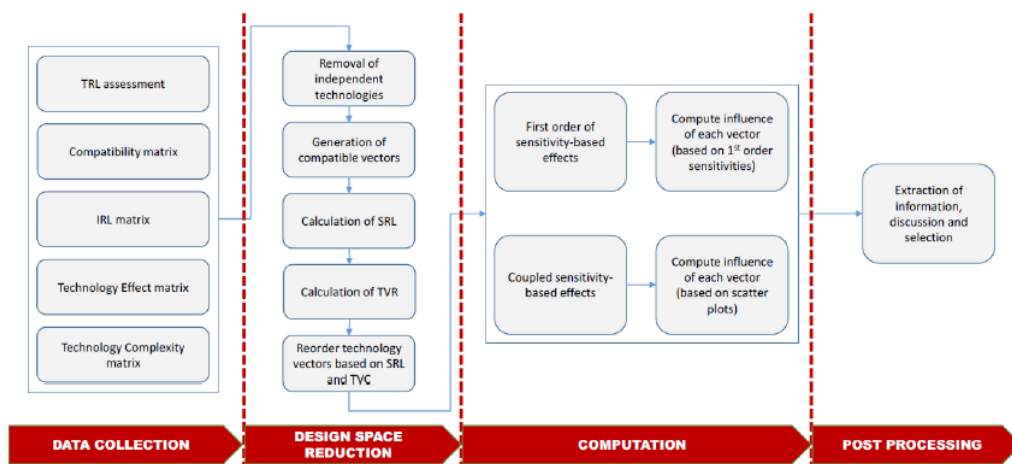 TRL assessment
Compatibility matrix
IRL matrix
Technology Effect matrix
Technology Complexity
matrix
Removal of
independent
technologies
Generation of
compatible vectors
Calculation of SRL
Calculation of TVR
Reorder technology
vectors based on SRL
and TVC
First order of
sensitivity-based
effects
Compute influence
of each vector
(based on 1st order
sensitivities)
Coupled sensitivity-
based effects
Compute influence
of each vector
(based on scatter
plots)
Extraction of
information,
discussion and
selection
DATA COLLECTION
DESIGN SPACE
REDUCTION
COMPUTATION
POST PROCESSING